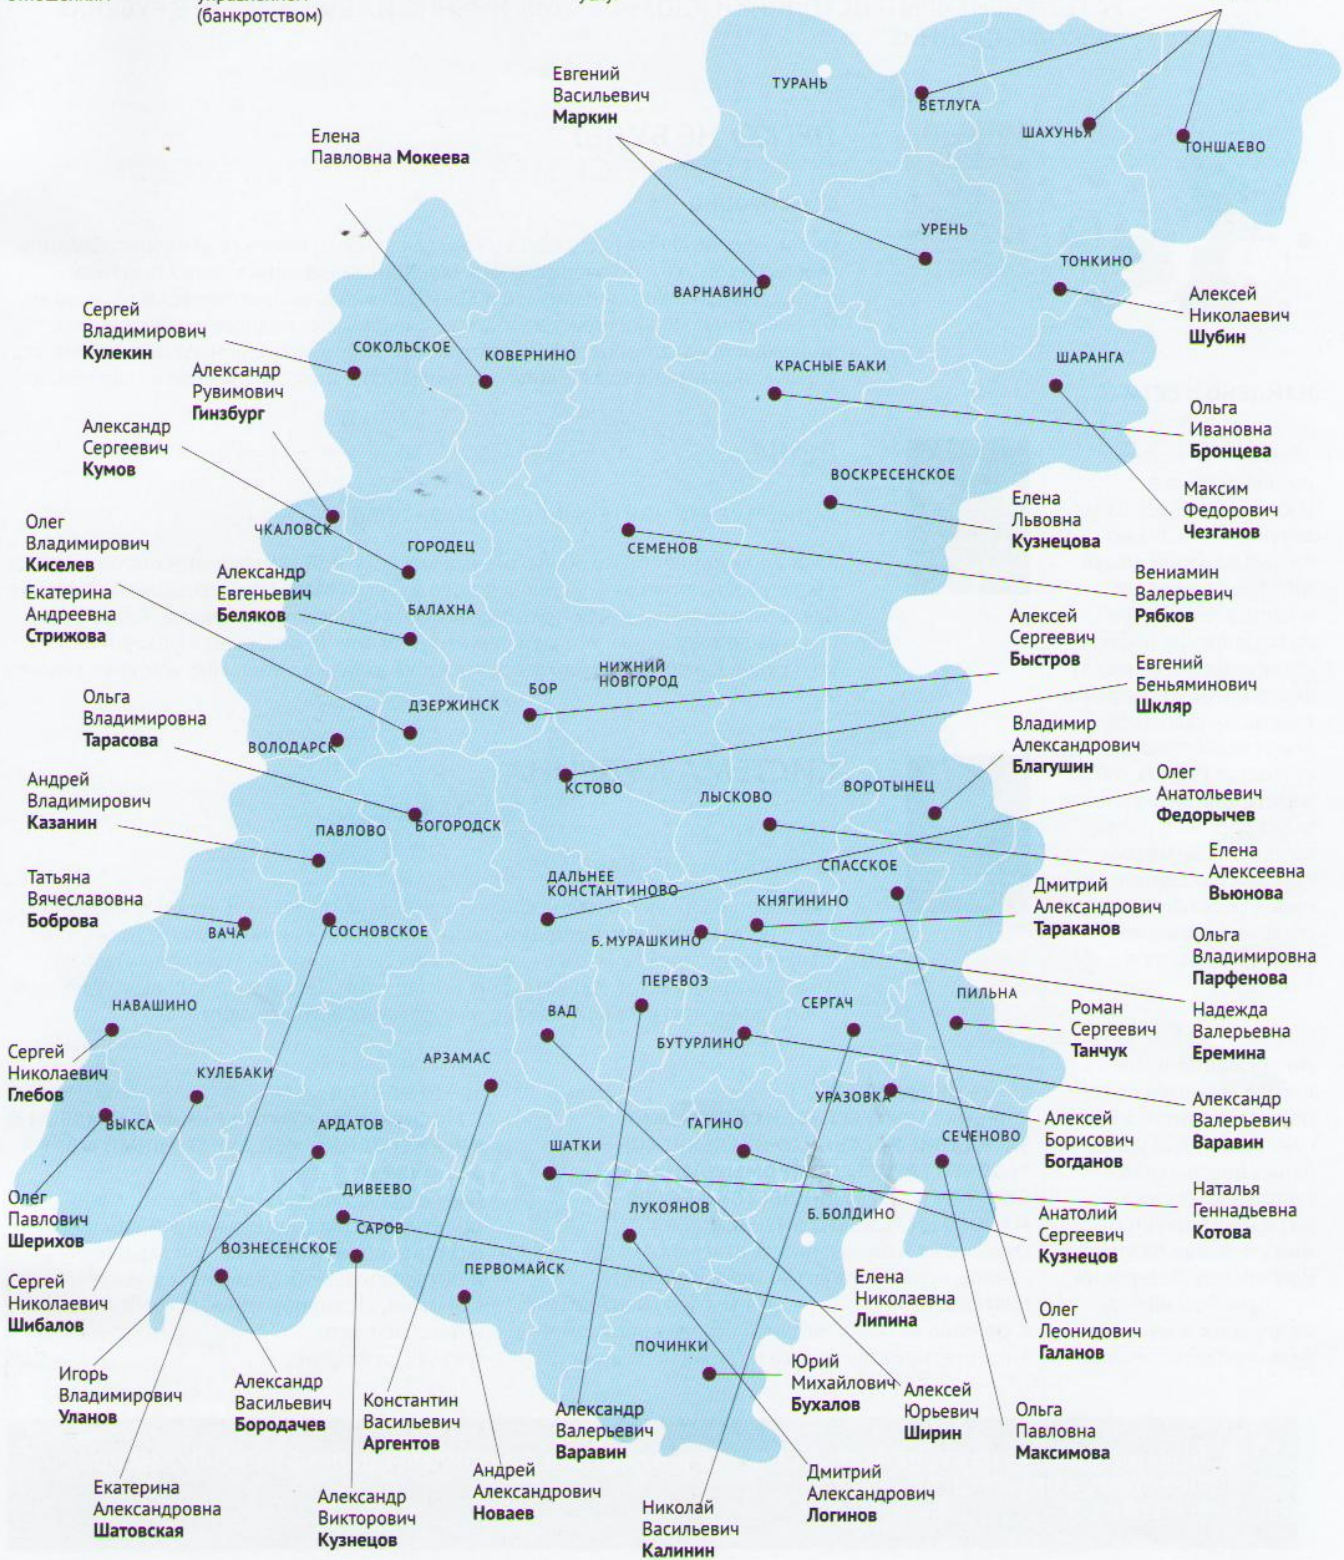 (банкротством)
ТУРАНЬ
ВЕТЛУГА
ШАХУНЬЯ
ТОНШАЕВО
Евгений
Васильевич
Маркин
Елена
Павловна Мокеева
УРЕНЬ
ТОНКИНО
ВАРНАВИНО
Алексей
Николаевич
Шубин
Сергей
Владимирович
Кулекин
СОКОЛЬСКОЕ
КОВЕРНИНО
КРАСНЫЕ БАКИ
ШАРАНГА
Александр
Рувимович
Гинзбург
Ольга
Ивановна
Бронцева
Александр
Сергеевич
Кумов
ВОСКРЕСЕНСКОЕ
Елена
Львовна
Кузнецова
Максим
Федорович
Чезганов
Олег
Владимирович
Киселев
ЧКАЛОВСК
ГОРОДЕЦ
СЕМЕНОВ
Александр
Евгеньевич
Беляков
Вениамин
Валерьевич
Рябков
Екатерина
Андреевна
Стрижова
БАЛАХНА
Алексей
Сергеевич
Быстров
НИЖНИЙ
НОВГОРОД
БОР
Евгений
Беньяминович
Шкляр
Ольга
Владимировна
Тарасова
ДЗЕРЖИНСК
ВОЛОДАРСК
Владимир
Александрович
Благушин
Андрей
Владимирович
Казанин
КСТОВО
ЛЫСКОВО
ВОРОТЫНЕЦ
Олег
Анатольевич
Федорычев
ПАВЛОВО
БОГОРОДСК
Елена
Алексеевна
Вьюнова
Татьяна
Вячеславовна
Боброва
ДАЛЬНЕЕ
КОНСТАНТИНОВО
СПАССКОЕ
КНЯГИНИНО
Дмитрий
Александрович
Тараканов
ВАЧА
СОСНОВСКОЕ
Б. МУРАШКИНО
Ольга
Владимировна
Парфенова
НАВАШИНО
ПЕРЕВОЗ
СЕРГАЧ
ПИЛЬНА
ВАД
Роман
Сергеевич
Танчук
Надежда
Валерьевна
Еремина
Сергей
Николаевич
Глебов
КУЛЕБАКИ
АРЗАМАС
БУТУРЛИНО
УРАЗОВКА
Александр
Валерьевич
Варавин
ВЫКСА
АРДАТОВ
ГАГИНО
СЕЧЕНОВО
Алексей
Борисович
Богданов
ШАТКИ
Олег
Павлович
Шерихов
ДИВЕЕВО
САРОВ
ЛУКОЯНОВ
Б. БОЛДИНО
Наталья
Геннадьевна
Котова
Анатолий
Сергеевич
Кузнецов
ВОЗНЕСЕНСКОЕ
ПЕРВОМАЙСК
Сергей
Николаевич
Шибалов
Елена
Николаевна
Липина
Олег
Леонидович
Галанов
ПОЧИНКИ
Игорь
Владимирович
Уланов
Александр
Васильевич
Бородачев
Константин
Васильевич
Аргентов
Александр
Валерьевич
Варавин
Юрий
Михайлович
Бухалов
Алексей
Юрьевич
Ширин
Ольга
Павловна
Максимова
Екатерина
Александровна
Шатовская
Александр
Викторович
Кузнецов
Андрей
Александрович
Новаев
Николай
Васильевич
Калинин
Дмитрий
Александрович
Логинов